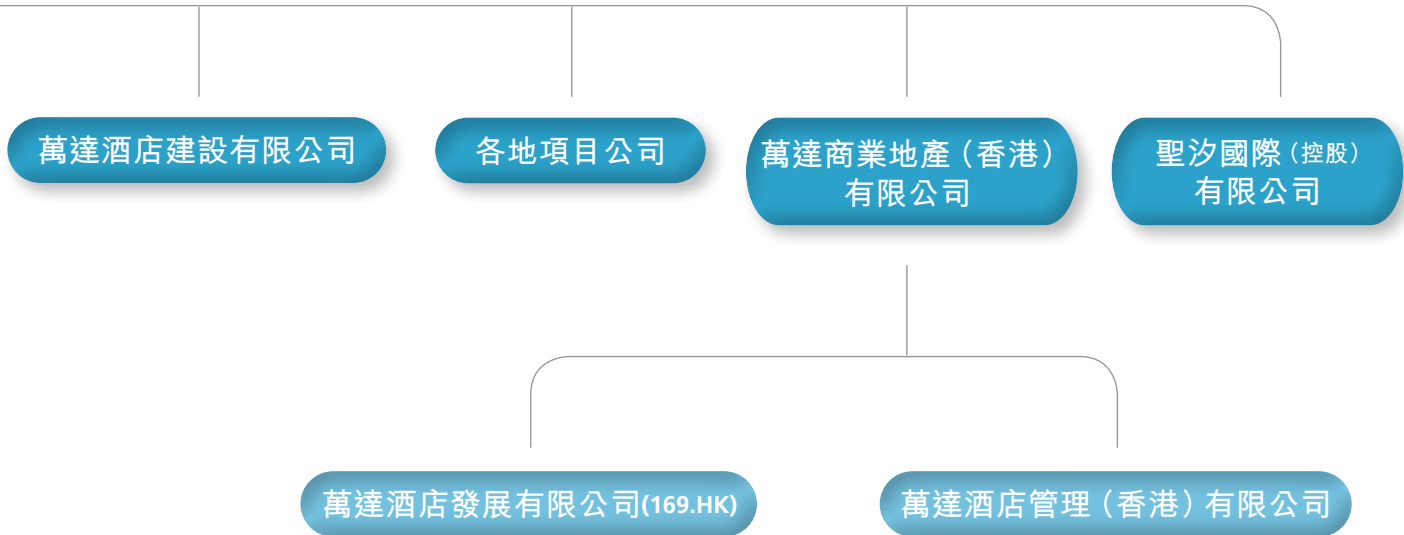 萬達酒店建設有限公司
各地項目公司
萬達商業地產（香港）
有限公司
聖汐國際（控股）
有限公司
萬達酒店發展有限公司(169.HK)
萬達酒店管理（香港）有限公司